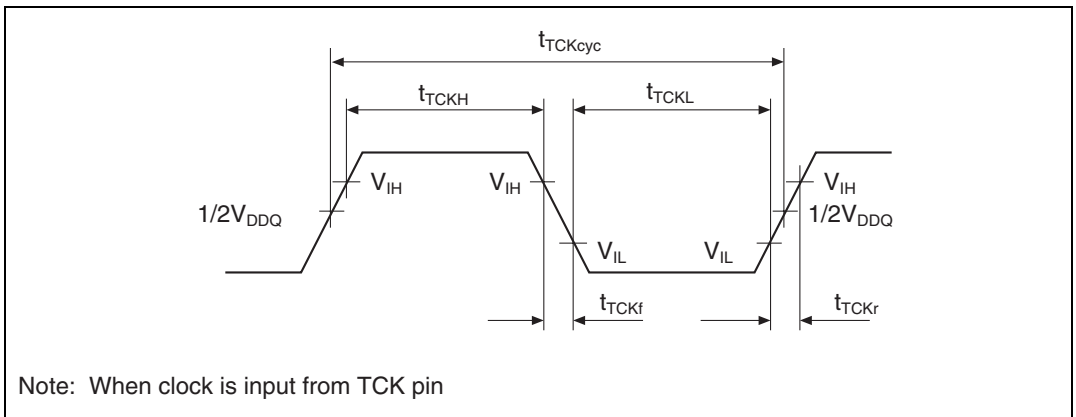 tTCKcyc
tTCKH tTCKL
VIH VIH VIH
1/2VDDQ 1/2VDDQ
VIL VIL
tTCKf tTCKr
Note: When clock is input from TCK pin